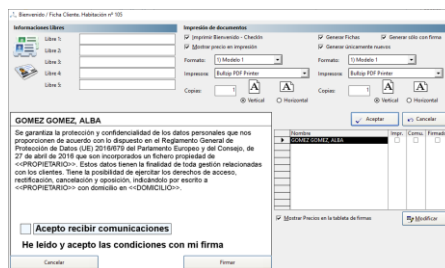 Bienvenido / Ficha Cliente, Habitación nº 105
Informaciones Libres
Libre 1:
Libre 2:
Libre 3:
Libre 4:
Libre 5:
Impresión de documentos
Imprimir Bienvenido - Checkin
Mostrar precio en impresión
Formato: 1) Modelo 1
Impresora: Bullzip PDF Printer
Copias: 1
A A
Vertical Horizontal
Generar Fichas Generar sólo con firma
Generar únicamente nuevos
Formato: 1) Modelo 1
Impresora: Bullzip PDF Printer
Copias: 1
A A
Vertical Horizontal
Aceptar Cancelar
GOMEZ GOMEZ, ALBA
Se garantiza la protección y confidencialidad de los datos personales que nos
proporcionen de acuerdo con lo dispuesto en el Reglamento General de
Protección de Datos (UE) 2016/679 del Parlamento Europeo y del Consejo, de
27 de abril de 2016 que son incorporados un fichero propiedad de
<<PROPIETARIO>>. Estos datos tienen la finalidad de toda gestión relacionadas
con los clientes. Tiene la posibilidad de ejercitar los derechos de acceso,
rectificación, cancelación y oposición, indicándolo por escrito a
<<PROPIETARIO>> con domicilio en <<DOMICILIO>>.
Acepto recibir comunicaciones
He leido y acepto las condiciones con mi firma
Cancelar Firmar
Nombre Impr. Comu. Firmado
GOMEZ GOMEZ, ALBA
Mostrar Precios en la tableta de firmas
Modificar